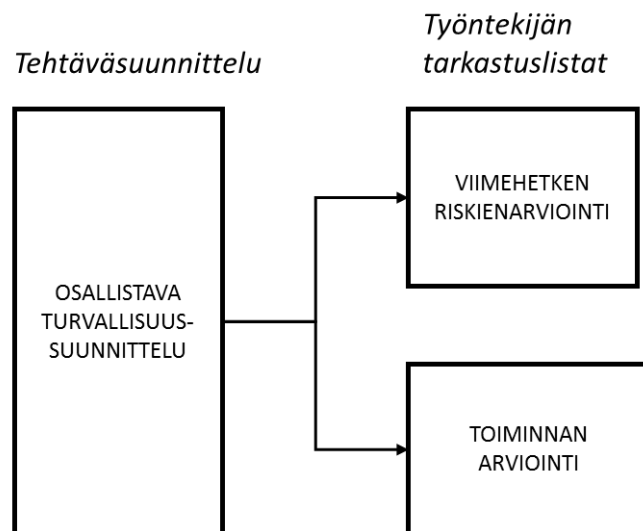 Tehtäväsuunnittelu
Työntekijän
tarkastuslistat
OSALLISTAVA
TURVALLISUUS-
SUUNNITTELU
VIIMEHETKEN
RISKIENARVIOINTI
TOIMINNAN
ARVIOINTI